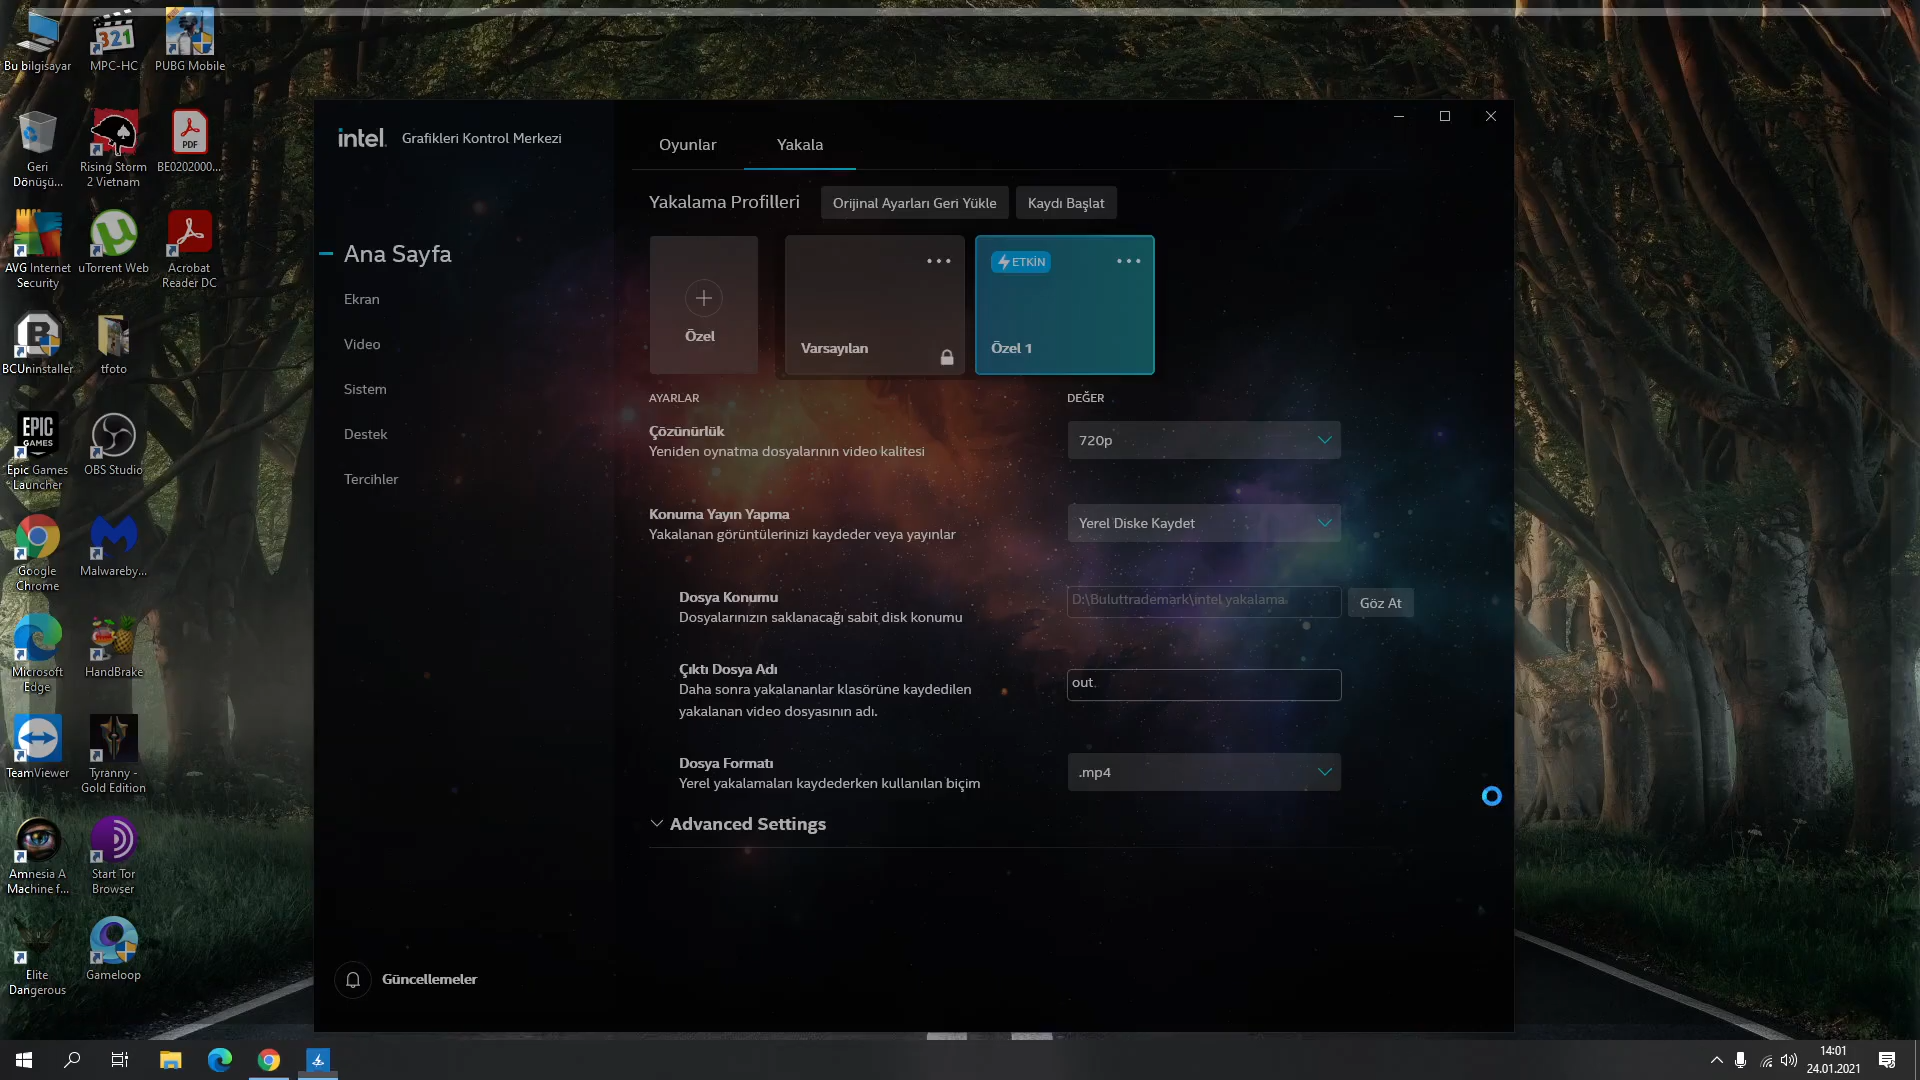 Bu bilgisayar
MPC-HC
PUBG Mobile
Geri Dönüşü...
Rising Storm 2 Vietnam
BE0202000...
AVG Internet Security
uTorrent Web
Acrobat Reader DC
BCUninstaller
tfoto
Epic Games Launcher
OBS Studio
Google Chrome
Malwareby...
Microsoft Edge
HandBrake
TeamViewer
Tyranny - Gold Edition
Amnesia A Machine f...
Start Tor Browser
Elite Dangerous
Gameloop
intel. Grafikleri Kontrol Merkezi
Ana Sayfa
Ekran
Video
Sistem
Destek
Tercihler
Güncellemeler
Oyunlar
Yakala
Yakalama Profilleri
Orijinal Ayarları Geri Yükle
Kaydı Başlat
Özel
Varsayılan
ETKİN
Özel 1
AYARLAR
DEĞER
Çözünürlük
Yeniden oynatma dosyalarının video kalitesi
720p
Konuma Yayın Yapma
Yakalanan görüntülerinizi kaydeder veya yayınlar
Yerel Diske Kaydet
Dosya Konumu
Dosyalarınızın saklanacağı sabit disk konumu
D:\Buluttrademark\intel yakalama
Göz At
Çıktı Dosya Adı
Daha sonra yakalananlar klasörüne kaydedilen
yakalanan video dosyasının adı.
out
Dosya Formatı
Yerel yakalamaları kaydederken kullanılan biçim
.mp4
Advanced Settings
14:01
24.01.2021